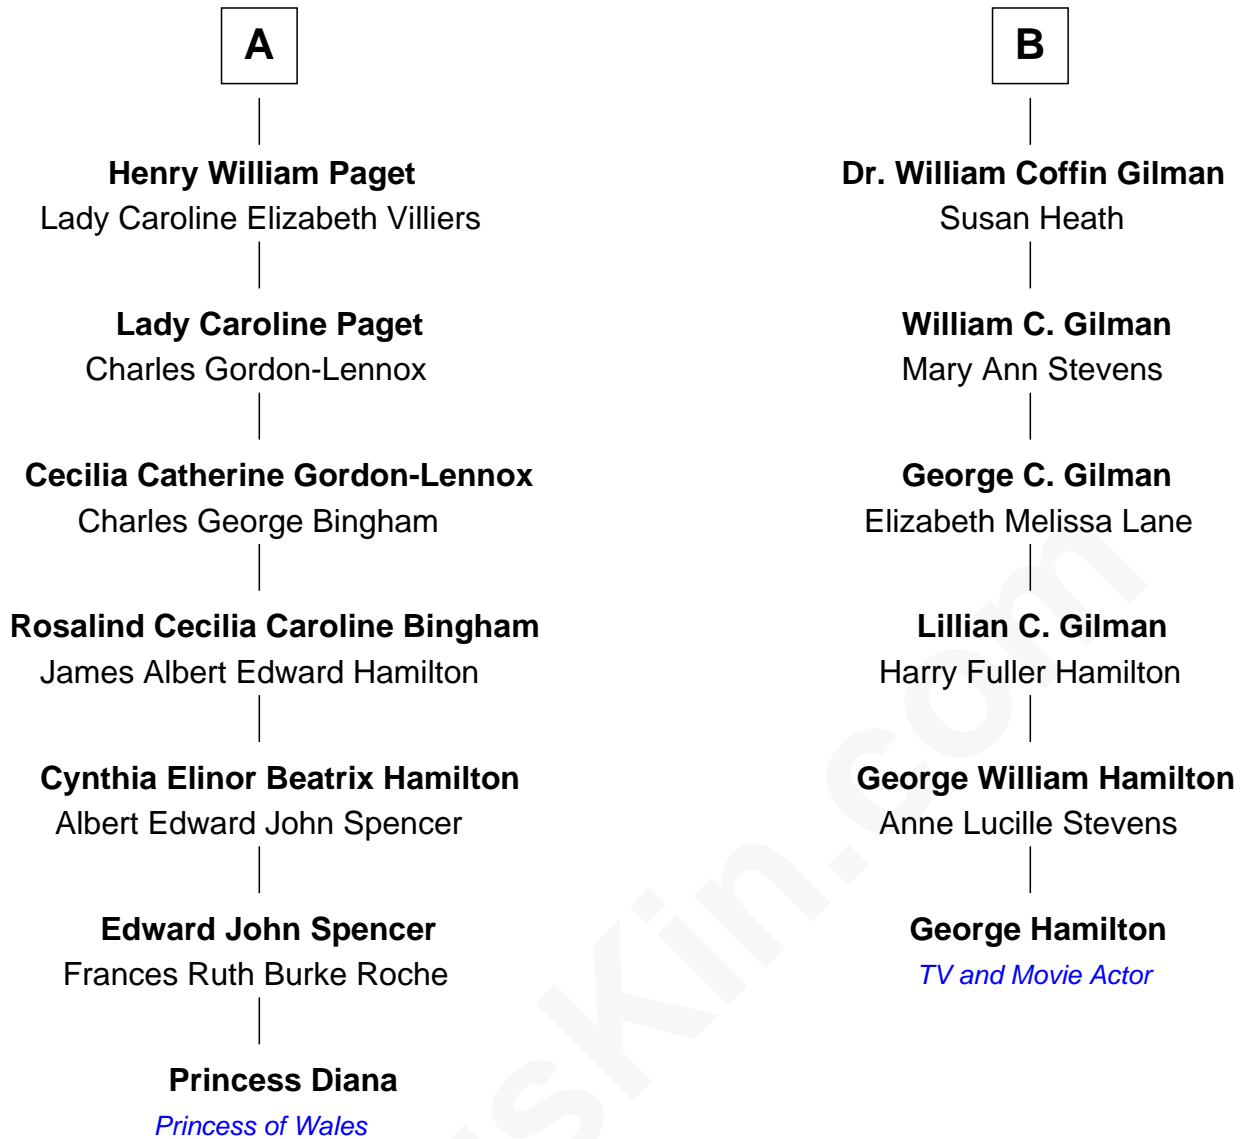 A
Henry William Paget
Lady Caroline Elizabeth Villiers
Lady Caroline Paget
Charles Gordon-Lennox
Cecilia Catherine Gordon-Lennox
Charles George Bingham
Rosalind Cecilia Caroline Bingham
James Albert Edward Hamilton
Cynthia Elinor Beatrix Hamilton
Albert Edward John Spencer
Edward John Spencer
Frances Ruth Burke Roche
Princess Diana
Princess of Wales
B
Dr. William Coffin Gilman
Susan Heath
William C. Gilman
Mary Ann Stevens
George C. Gilman
Elizabeth Melissa Lane
Lillian C. Gilman
Harry Fuller Hamilton
George William Hamilton
Anne Lucille Stevens
George Hamilton
TV and Movie Actor